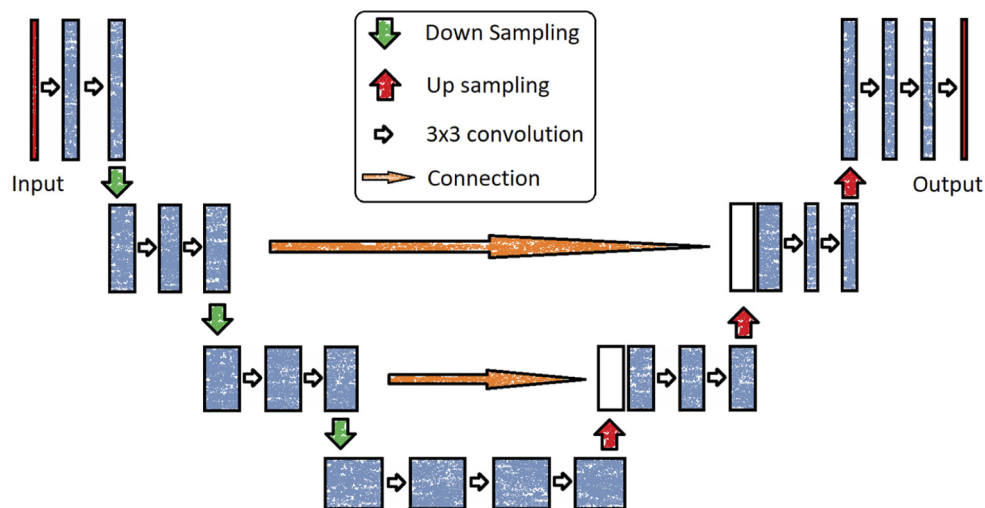 Down Sampling
Up sampling
3x3 convolution
Connection
Input
Output